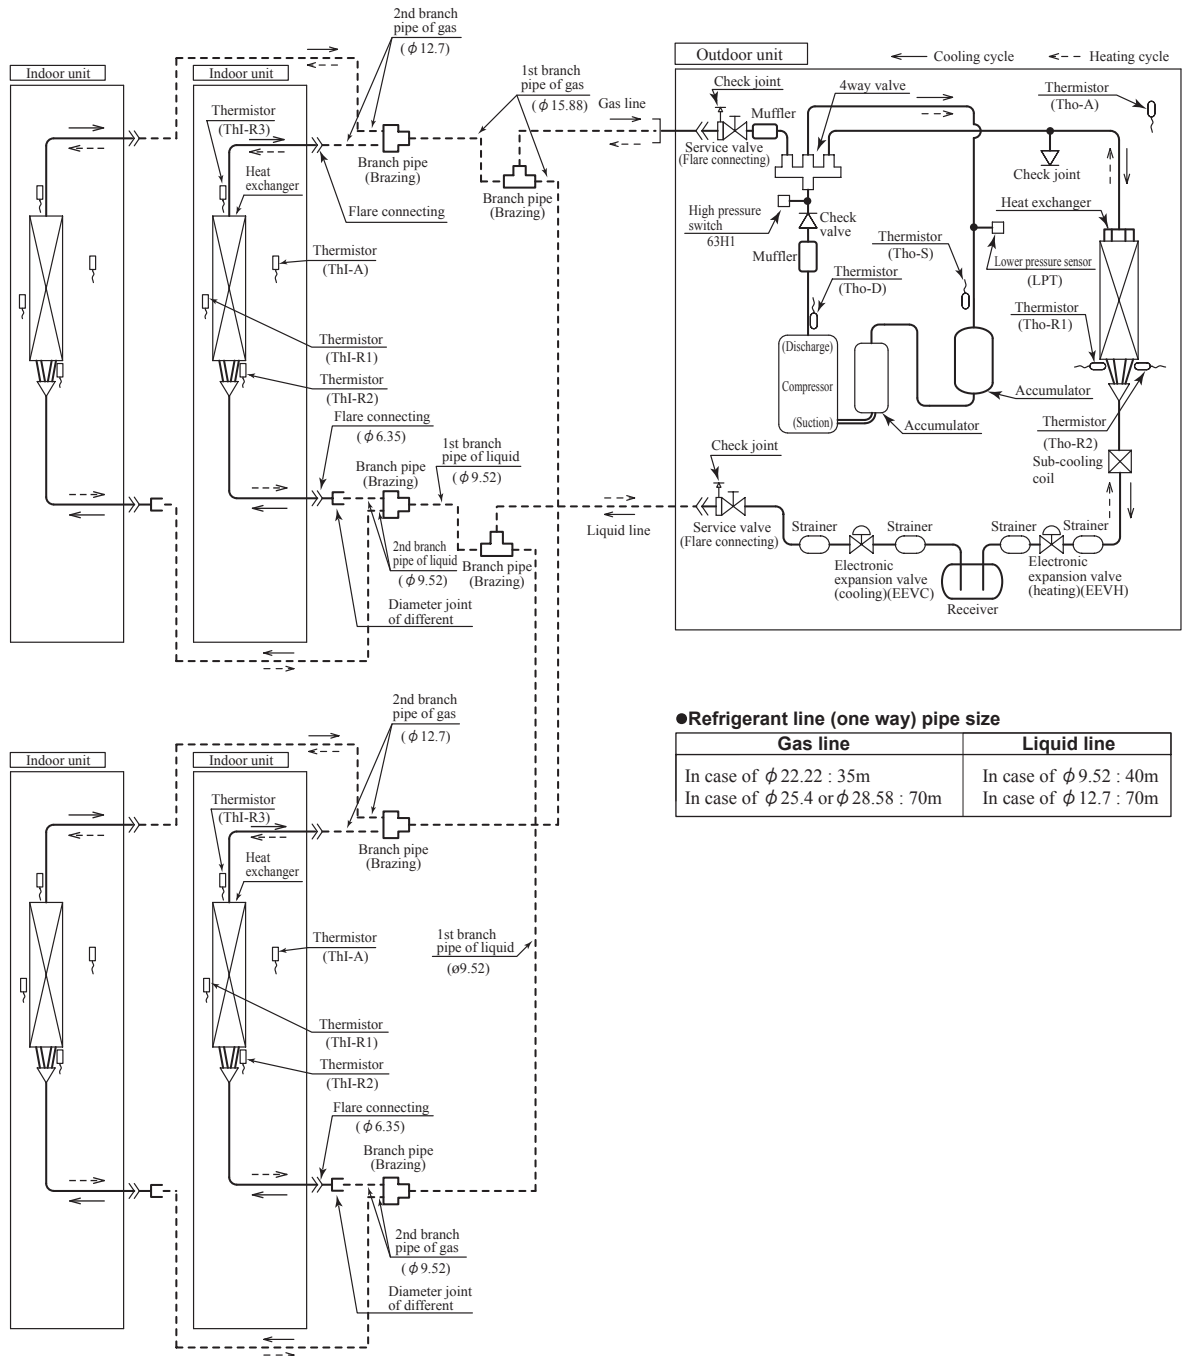 2nd branch
pipe of gas
(ϕ12.7)
Indoor unit
Indoor unit
Thermistor
(ThI-R3)
Heat
exchanger
Branch pipe
(Brazing)
Flare connecting
Thermistor
(ThI-A)
Thermistor
(ThI-R1)
Thermistor
(ThI-R2)
Flare connecting
(ϕ6.35)
Branch pipe
(Brazing)
1st branch
pipe of liquid
(ϕ9.52)
2nd branch
pipe of liquid
(ϕ9.52)
Diameter joint
of different
1st branch
pipe of gas
(ϕ15.88)
Gas line
Branch pipe
(Brazing)
Branch pipe
(Brazing)
Liquid line
Outdoor unit
Cooling cycle
Heating cycle
Check joint
Muffler
4way valve
Thermistor
(Tho-A)
Service valve
(Flare connecting)
Check joint
High pressure
switch
63H1
Check
valve
Muffler
Thermistor
(Tho-D)
Thermistor
(Tho-S)
Heat exchanger
Lower pressure sensor
(LPT)
Thermistor
(Tho-R1)
(Discharge)
Compressor
(Suction)
Accumulator
Accumulator
Thermistor
(Tho-R2)
Sub-cooling
coil
Check joint
Service valve
(Flare connecting)
Strainer
Strainer
Strainer
Strainer
Electronic
expansion valve
(cooling)(EEVC)
Receiver
Electronic
expansion valve
(heating)(EEVH)
2nd branch
pipe of gas
(ϕ12.7)
Indoor unit
Indoor unit
Thermistor
(ThI-R3)
Heat
exchanger
Branch pipe
(Brazing)
Thermistor
(ThI-A)
1st branch
pipe of liquid
(ø9.52)
Thermistor
(ThI-R1)
Thermistor
(ThI-R2)
Flare connecting
(ϕ6.35)
Branch pipe
(Brazing)
2nd branch
pipe of gas
(ϕ9.52)
Diameter joint
of different
●Refrigerant line (one way) pipe size
Gas line Liquid line
In case of ϕ22.22 : 35m In case of ϕ9.52 : 40m
In case of ϕ25.4 or ϕ28.58 : 70m In case of ϕ12.7 : 70m